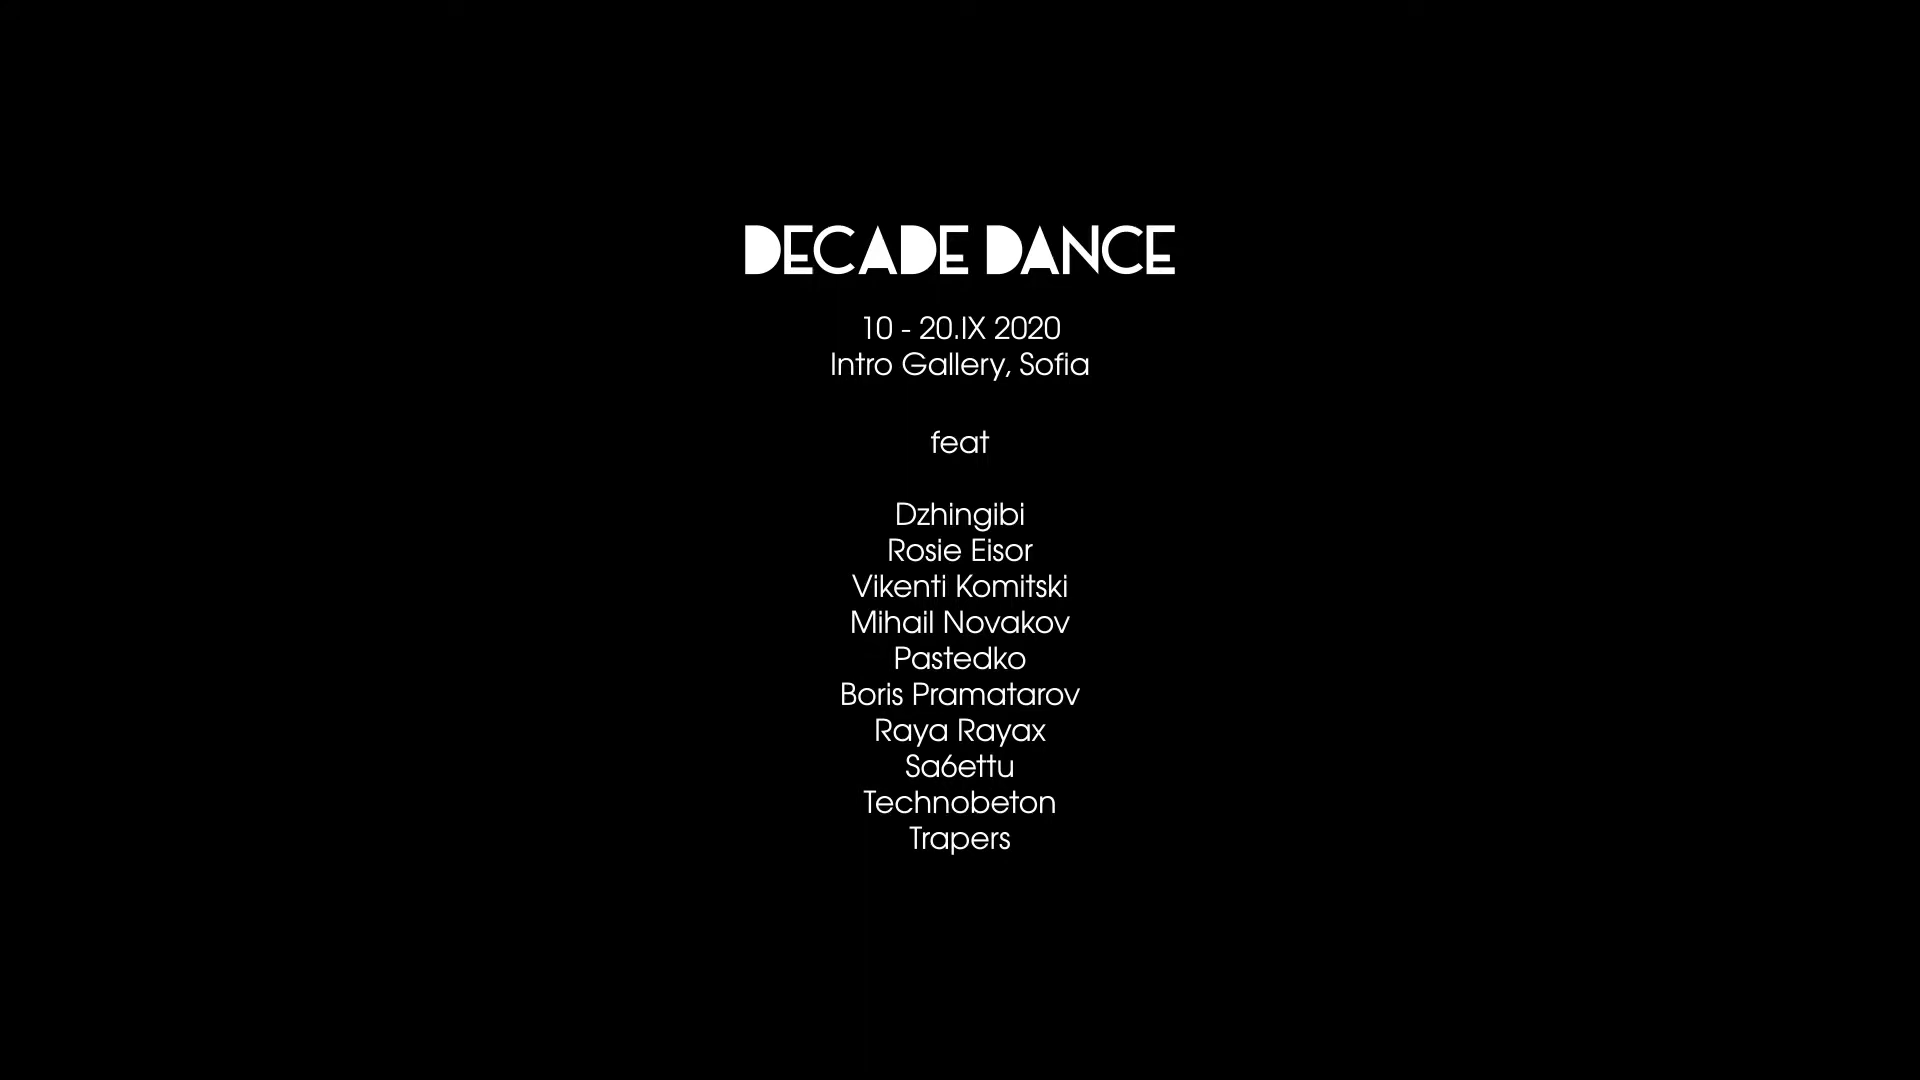 DECADE DANCE
10 - 20.IX 2020
Intro Gallery, Sofia
feat
Dzhingibi
Rosie Eisor
Vikenti Komitski
Mihail Novakov
Pastedko
Boris Pramatarov
Raya Rayax
Sa6ettu
Technobeton
Trapers